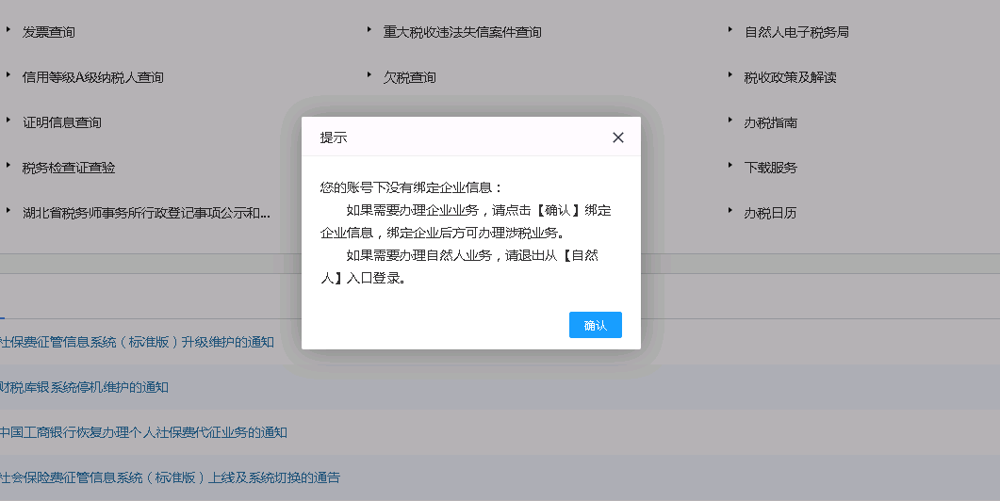 发票查询
重大税收违法失信案件查询
自然人电子税务局
信用等级A级纳税人查询
欠税查询
税收政策及解读
证明信息查询
办税指南
税务检查证查验
下载服务
湖北省税务师事务所行政登记事项公示和...
办税日历
提示
您的账号下没有绑定企业信息：
如果需要办理企业业务，请点击【确认】绑定
企业信息，绑定企业后方可办理涉税业务。
如果需要办理自然人业务，请退出从【自然
人】入口登录。
确认
社保费征管信息系统（标准版）升级维护的通知
财税库银系统停机维护的通知
中国工商银行恢复办理个人社保费代征业务的通知
社会保险费征管信息系统（标准版）上线及系统切换的通告